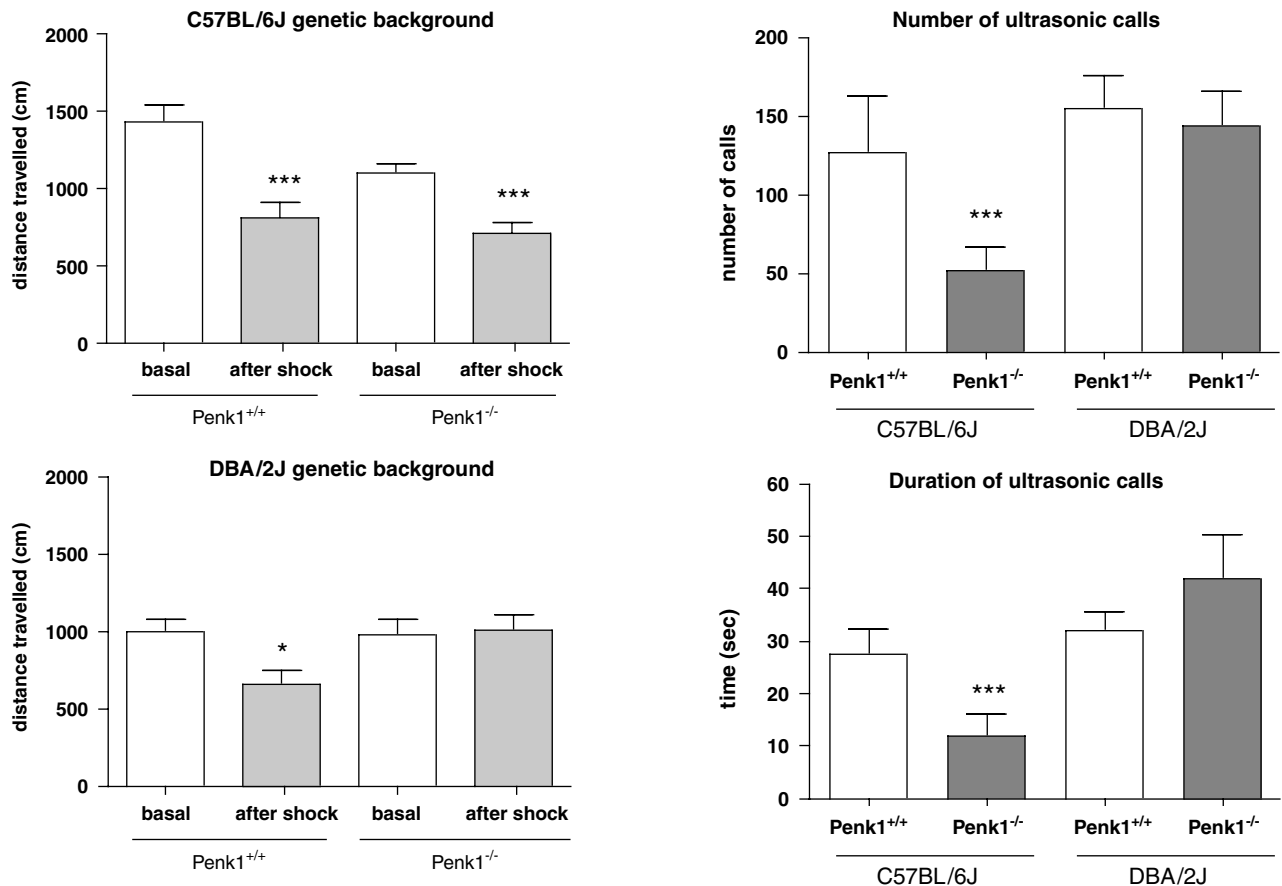 C57BL/6J genetic background
2000
1500
1000
500
0
distance travelled (cm)
***
***
basal after shock basal after shock
Penk1+/+ Penk1-/-
DBA/2J genetic background
2000
1500
1000
500
0
distance travelled (cm)
*
basal after shock basal after shock
Penk1+/+ Penk1-/-
Number of ultrasonic calls
200
150
100
50
0
number of calls
***
Penk1+/+ Penk1-/- Penk1+/+ Penk1-/-
C57BL/6J DBA/2J
Duration of ultrasonic calls
60
50
40
30
20
10
0
time (sec)
***
Penk1+/+ Penk1-/- Penk1+/+ Penk1-/-
C57BL/6J DBA/2J